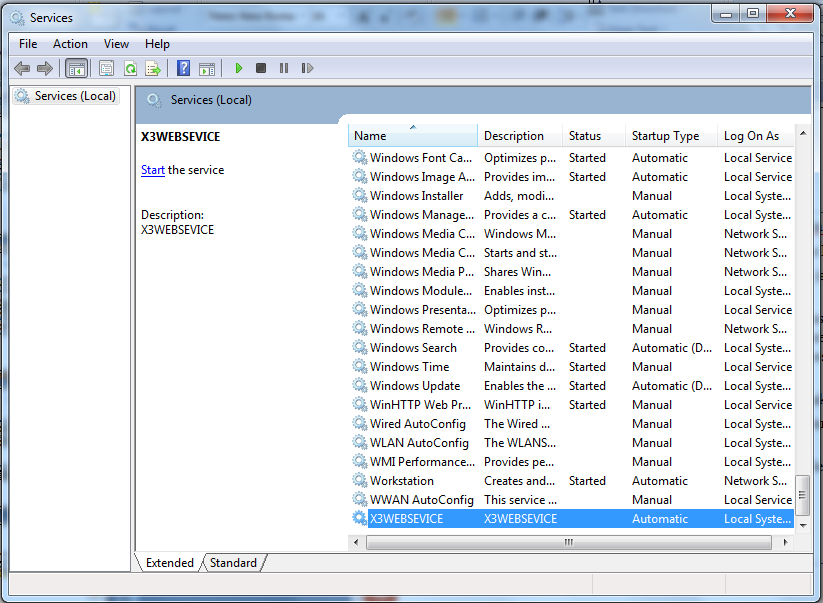 Services
File Action View Help
Services (Local)
Services (Local)
X3WEBSEVICE
Start the service
Description:
X3WEBSEVICE
Name Description Status Startup Type Log On As
Windows Font Ca... Optimizes p... Started Automatic Local Service
Windows Image A... Provides im... Started Automatic Local Service
Windows Installer Adds, modi... Manual Local Syste...
Windows Manage... Provides a c... Started Automatic Local Syste...
Windows Media C... Windows M... Manual Network S...
Windows Media C... Starts and st... Manual Network S...
Windows Media P... Shares Win... Manual Network S...
Windows Module... Enables inst... Manual Local Syste...
Windows Presenta... Optimizes p... Manual Local Service
Windows Remote ... Windows R... Manual Network S...
Windows Search Provides co... Started Automatic (D... Local Syste...
Windows Time Maintains d... Started Manual Local Service
Windows Update Enables the ... Started Automatic (D... Local Syste...
WinHTTP Web Pr... WinHTTP i... Started Manual Local Service
Wired AutoConfig The Wired ... Manual Local Syste...
WLAN AutoConfig The WLANS... Manual Local Syste...
WMI Performance... Provides pe... Manual Local Syste...
Workstation Creates and... Started Automatic Network S...
WWAN AutoConfig This service ... Manual Local Service
X3WEBSEVICE X3WEBSEVICE Automatic Local Syste...
Extended Standard